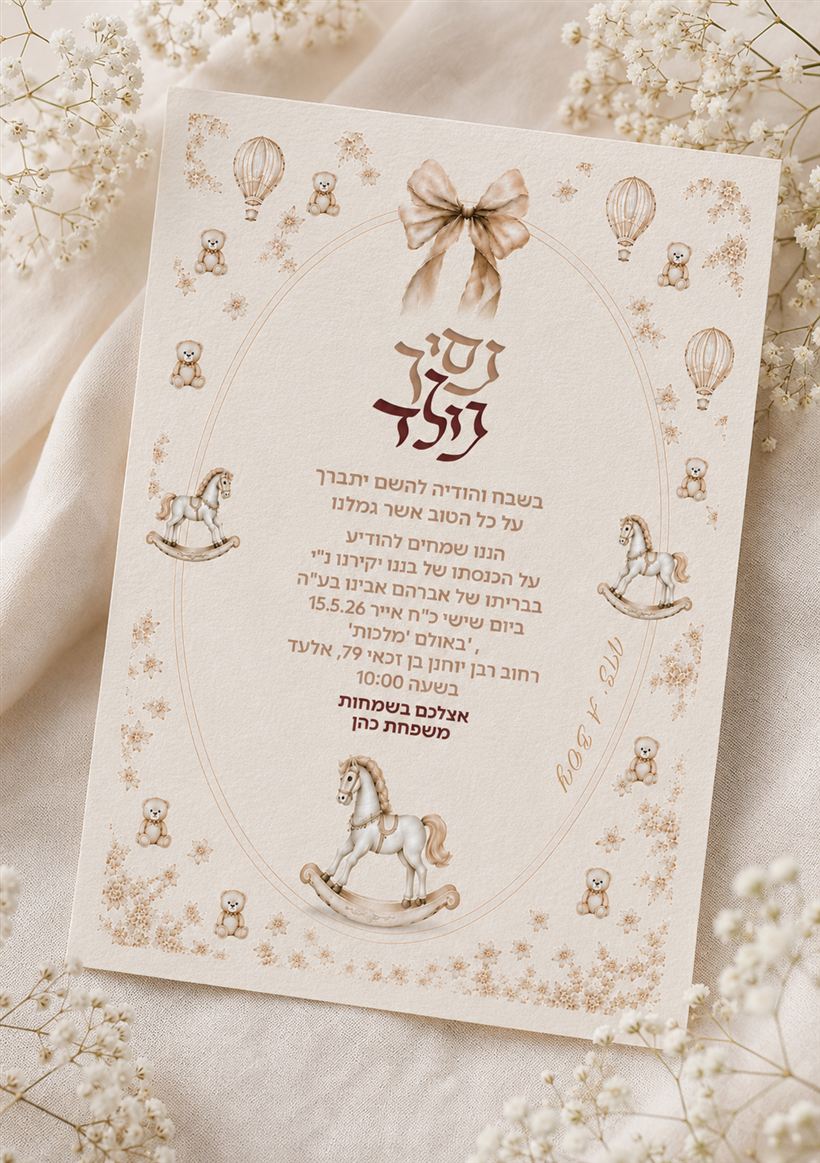 נסיך
נולד
בשבח והודיה להשם יתברך
על כל הטוב אשר גמלנו
הננו שמחים להודיע
על הכנסתו של בננו יקירנו נ"י
בבריתו של אברהם אבינו בע"ה
ביום שישי כ"ח אייר 15.5.26
באולם 'מלכות' ,
רחוב רבן יוחנן בן זכאי 79, אלעד
בשעה 10:00
אצלכם בשמחות
משפחת כהן
IT'S A BOY